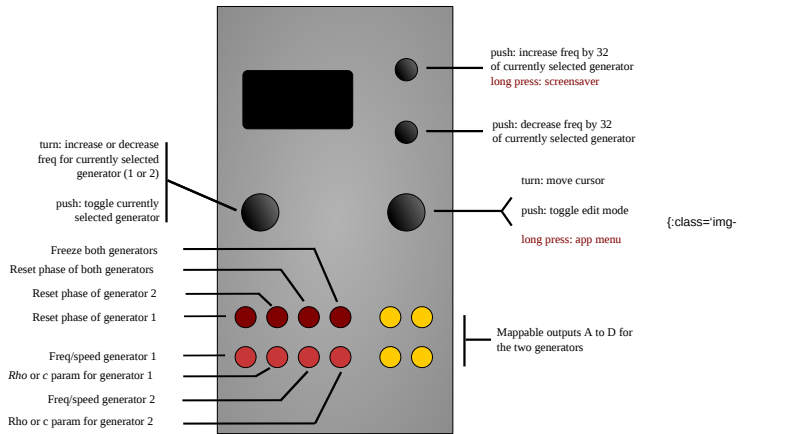 push: increase freq by 32
of currently selected generator
long press: screensaver
push: decrease freq by 32
of currently selected generator
turn: increase or decrease
freq for currently selected
generator (1 or 2)
push: toggle currently
selected generator
turn: move cursor
push: toggle edit mode
long press: app menu
{:class=‘img-
Freeze both generators
Reset phase of both generators
Reset phase of generator 2
Reset phase of generator 1
Freq/speed generator 1
Rho or c param for generator 1
Freq/speed generator 2
Rho or c param for generator 2
Mappable outputs A to D for
the two generators